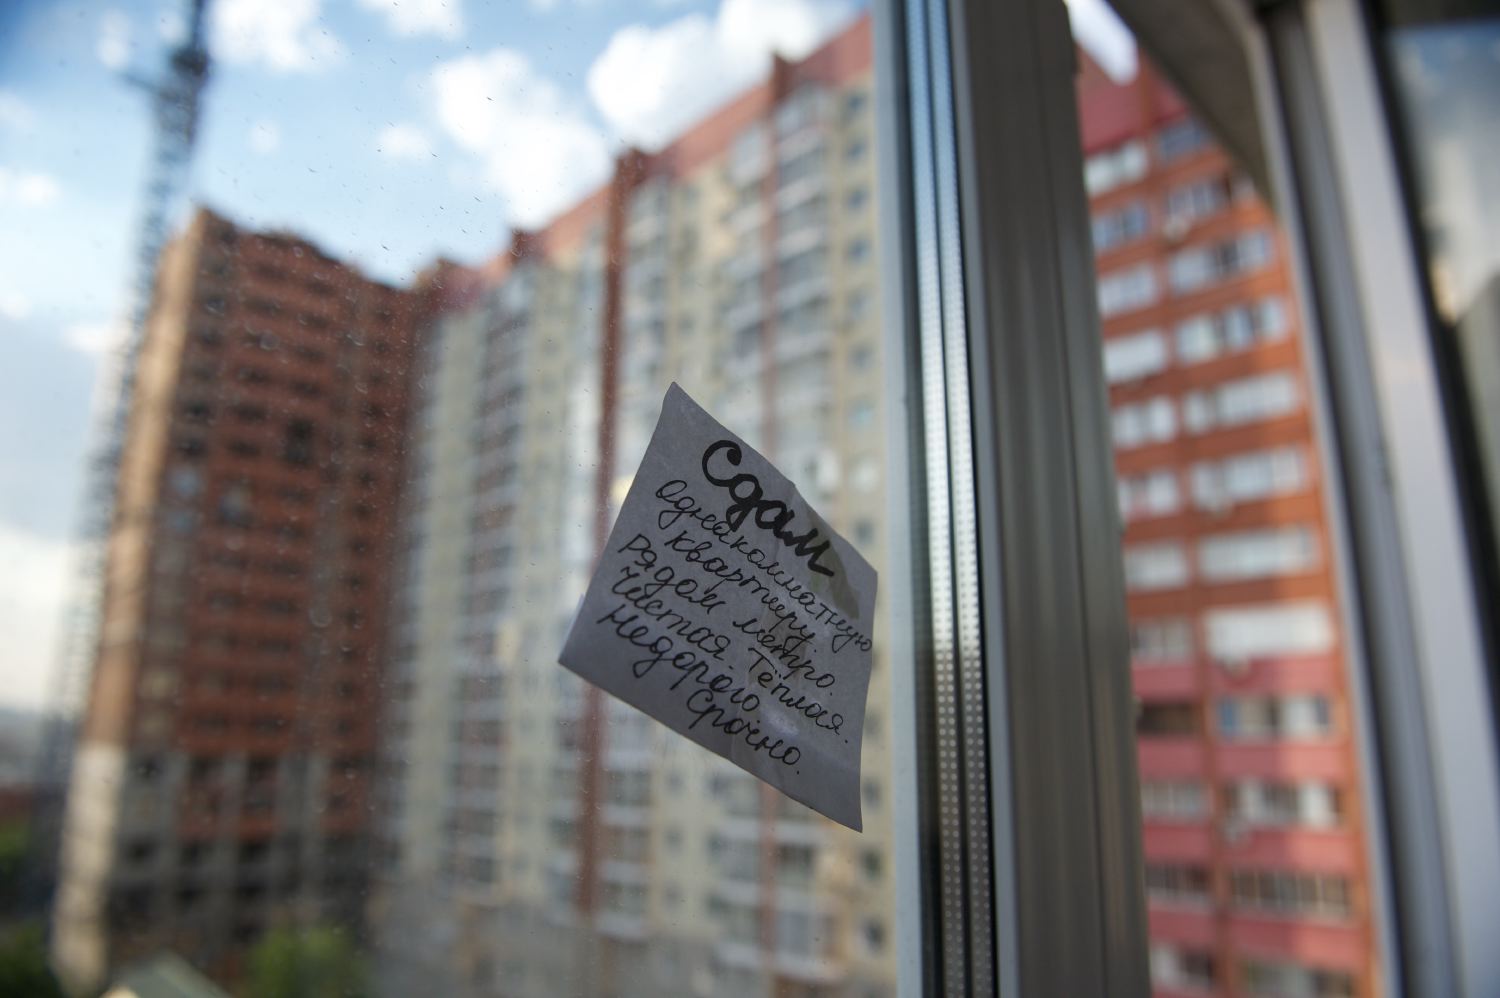 Сдам
однокомнатную
квартиру
рядом метро.
Чистая. Тёплая.
Недорого
Срочно.